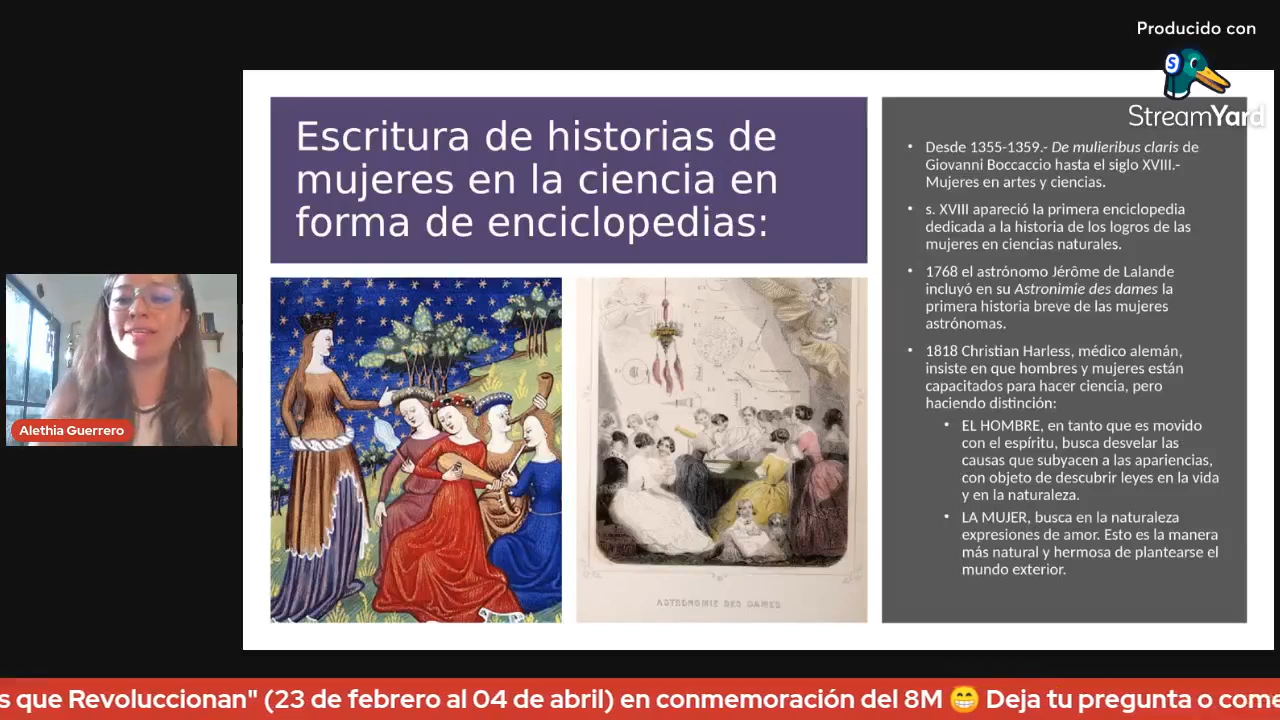 Producido con
StreamYard
Escritura de historias de
mujeres en la ciencia en
forma de enciclopedias:
• Desde 1355-1359.- De mulieribus claris de
Giovanni Boccaccio hasta el siglo XVIII.-
Mujeres en artes y ciencias.
• s. XVIII apareció la primera enciclopedia
dedicada a la historia de los logros de las
mujeres en ciencias naturales.
• 1768 el astrónomo Jérôme de Lalande
incluyó en su Astronimie des dames la
primera historia breve de las mujeres
astrónomas.
• 1818 Christian Harless, médico alemán,
insiste en que hombres y mujeres están
capacitados para hacer ciencia, pero
haciendo distinción:
• EL HOMBRE, en tanto que es movido
con el espíritu, busca desvelar las
causas que subyacen a las apariencias,
con objeto de descubrir leyes en la vida
y en la naturaleza.
• LA MUJER, busca en la naturaleza
expresiones de amor. Esto es la manera
más natural y hermosa de plantearse el
mundo exterior.
ASTRONOMIE DES DAMES
Alethia Guerrero
s que Revoluccionan" (23 de febrero al 04 de abril) en conmemoración del 8M 😁 Deja tu pregunta o come